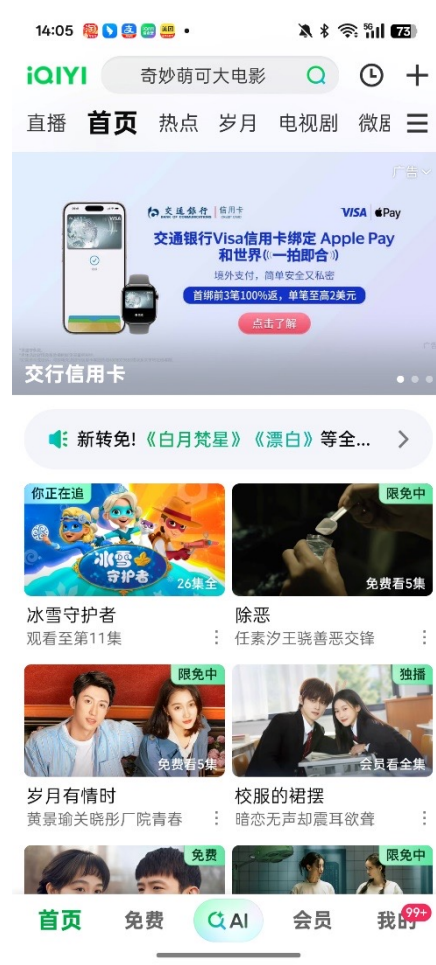 14:05
5G
73
iQIYI
奇妙萌可大电影
直播 首页 热点 岁月 电视剧 微剧
广告
交通银行 信用卡 VISA Pay
BANK OF COMMUNICATIONS
交通银行Visa信用卡绑定 Apple Pay
和世界((一拍即合))
境外支付,简单安全又私密
首绑前3笔100%返,单笔至高2美元
点击了解
交行信用卡
新转免!《白月梵星》《漂白》等全...
你正在追
冰雪守护者
26集全
冰雪守护者
观看至第11集
限免中
免费看5集
除恶
任素汐王骁善恶交锋
限免中
免费看5集
岁月有情时
黄景瑜关晓彤厂院青春
独播
会员看全集
校服的裙摆
暗恋无声却震耳欲聋
免费
限免中
首页 免费 AI 会员 我的
99+